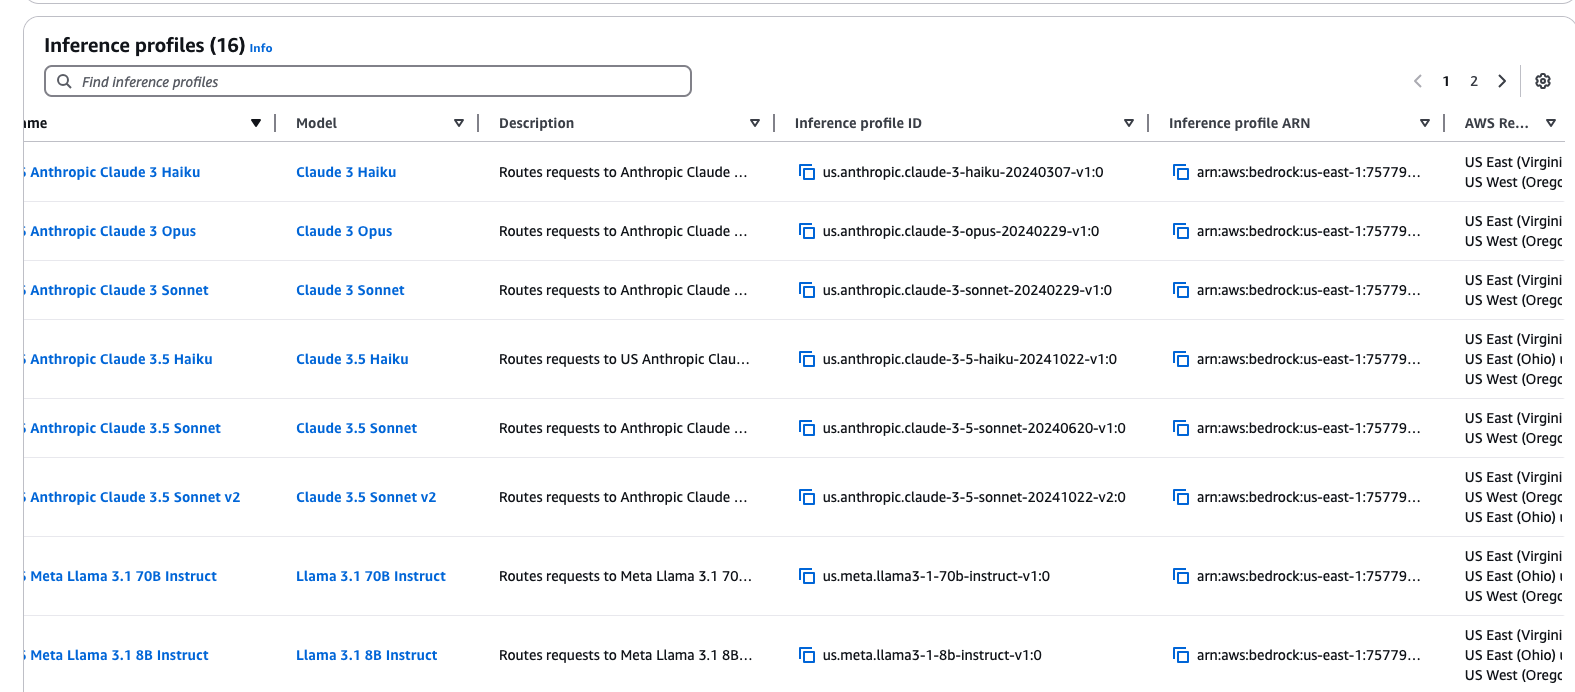 Inference profiles (16) Info
Find inference profiles
1 2
ame Model Description Inference profile ID Inference profile ARN AWS Re...
Anthropic Claude 3 Haiku Claude 3 Haiku Routes requests to Anthropic Claude ... us.anthropic.claude-3-haiku-20240307-v1:0 arn:aws:bedrock:us-east-1:75779... US East (Virgini
US West (Orego
Anthropic Claude 3 Opus Claude 3 Opus Routes requests to Anthropic Cluade ... us.anthropic.claude-3-opus-20240229-v1:0 arn:aws:bedrock:us-east-1:75779... US East (Virgini
US West (Orego
Anthropic Claude 3 Sonnet Claude 3 Sonnet Routes requests to Anthropic Claude ... us.anthropic.claude-3-sonnet-20240229-v1:0 arn:aws:bedrock:us-east-1:75779... US East (Virgini
US West (Orego
Anthropic Claude 3.5 Haiku Claude 3.5 Haiku Routes requests to US Anthropic Clau... us.anthropic.claude-3-5-haiku-20241022-v1:0 arn:aws:bedrock:us-east-1:75779... US East (Virgini
US East (Ohio) u
US West (Orego
Anthropic Claude 3.5 Sonnet Claude 3.5 Sonnet Routes requests to Anthropic Claude ... us.anthropic.claude-3-5-sonnet-20240620-v1:0 arn:aws:bedrock:us-east-1:75779... US East (Virgini
US West (Orego
Anthropic Claude 3.5 Sonnet v2 Claude 3.5 Sonnet v2 Routes requests to Anthropic Claude ... us.anthropic.claude-3-5-sonnet-20241022-v2:0 arn:aws:bedrock:us-east-1:75779... US East (Virgini
US West (Orego
US East (Ohio) u
Meta Llama 3.1 70B Instruct Llama 3.1 70B Instruct Routes requests to Meta Llama 3.1 70... us.meta.llama3-1-70b-instruct-v1:0 arn:aws:bedrock:us-east-1:75779... US East (Virgini
US East (Ohio) u
US West (Orego
Meta Llama 3.1 8B Instruct Llama 3.1 8B Instruct Routes requests to Meta Llama 3.1 8B... us.meta.llama3-1-8b-instruct-v1:0 arn:aws:bedrock:us-east-1:75779... US East (Virgini
US East (Ohio) u
US West (Orego